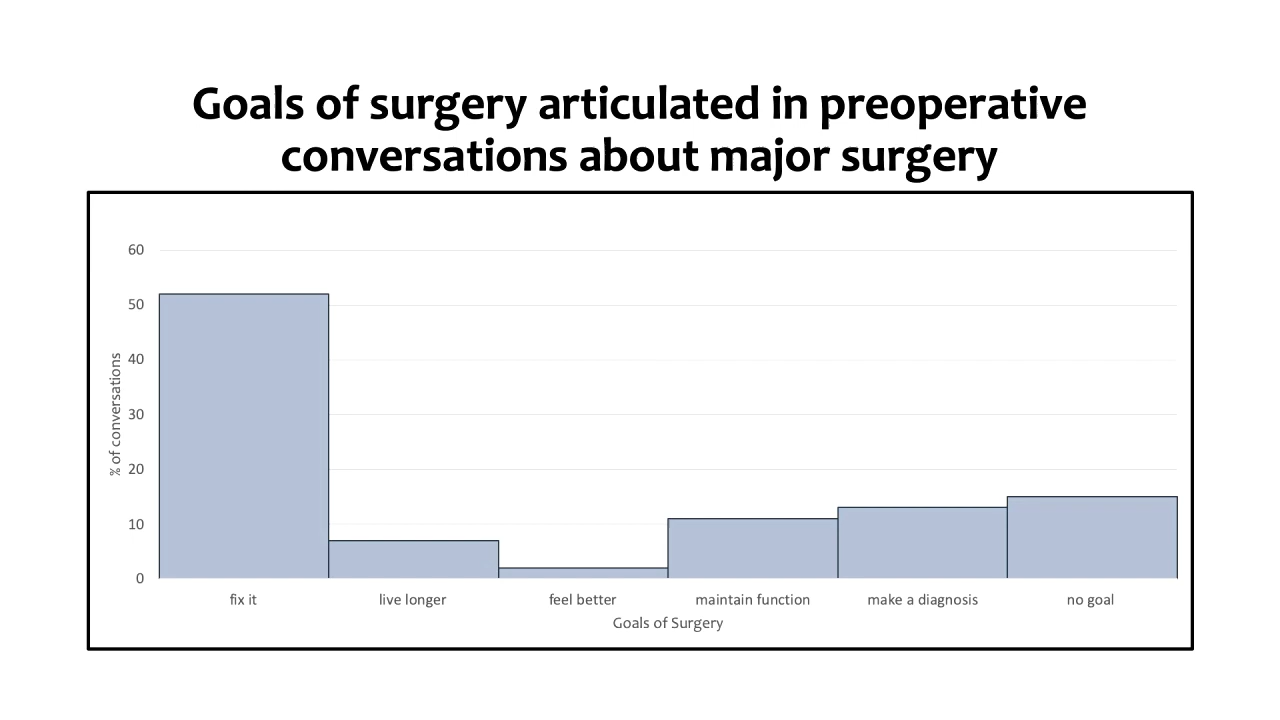 Goals of surgery articulated in preoperative
conversations about major surgery
60
50
40
30
20
10
0
% of conversations
fix it
live longer
feel better
maintain function
make a diagnosis
no goal
Goals of Surgery